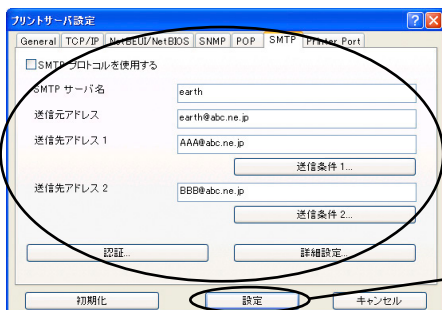 プリントサーバ設定
General TCP/IP NetBEUI/NetBIOS SNMP POP SMTP Printer Port
SMTP プロトコルを使用する
SMTP サーバ名 earth
送信元アドレス earth@abc.ne.jp
送信先アドレス 1 AAA@abc.ne.jp
送信条件 1...
送信先アドレス 2 BBB@abc.ne.jp
送信条件 2...
認証... 詳細設定...
初期化 設定 キャンセル